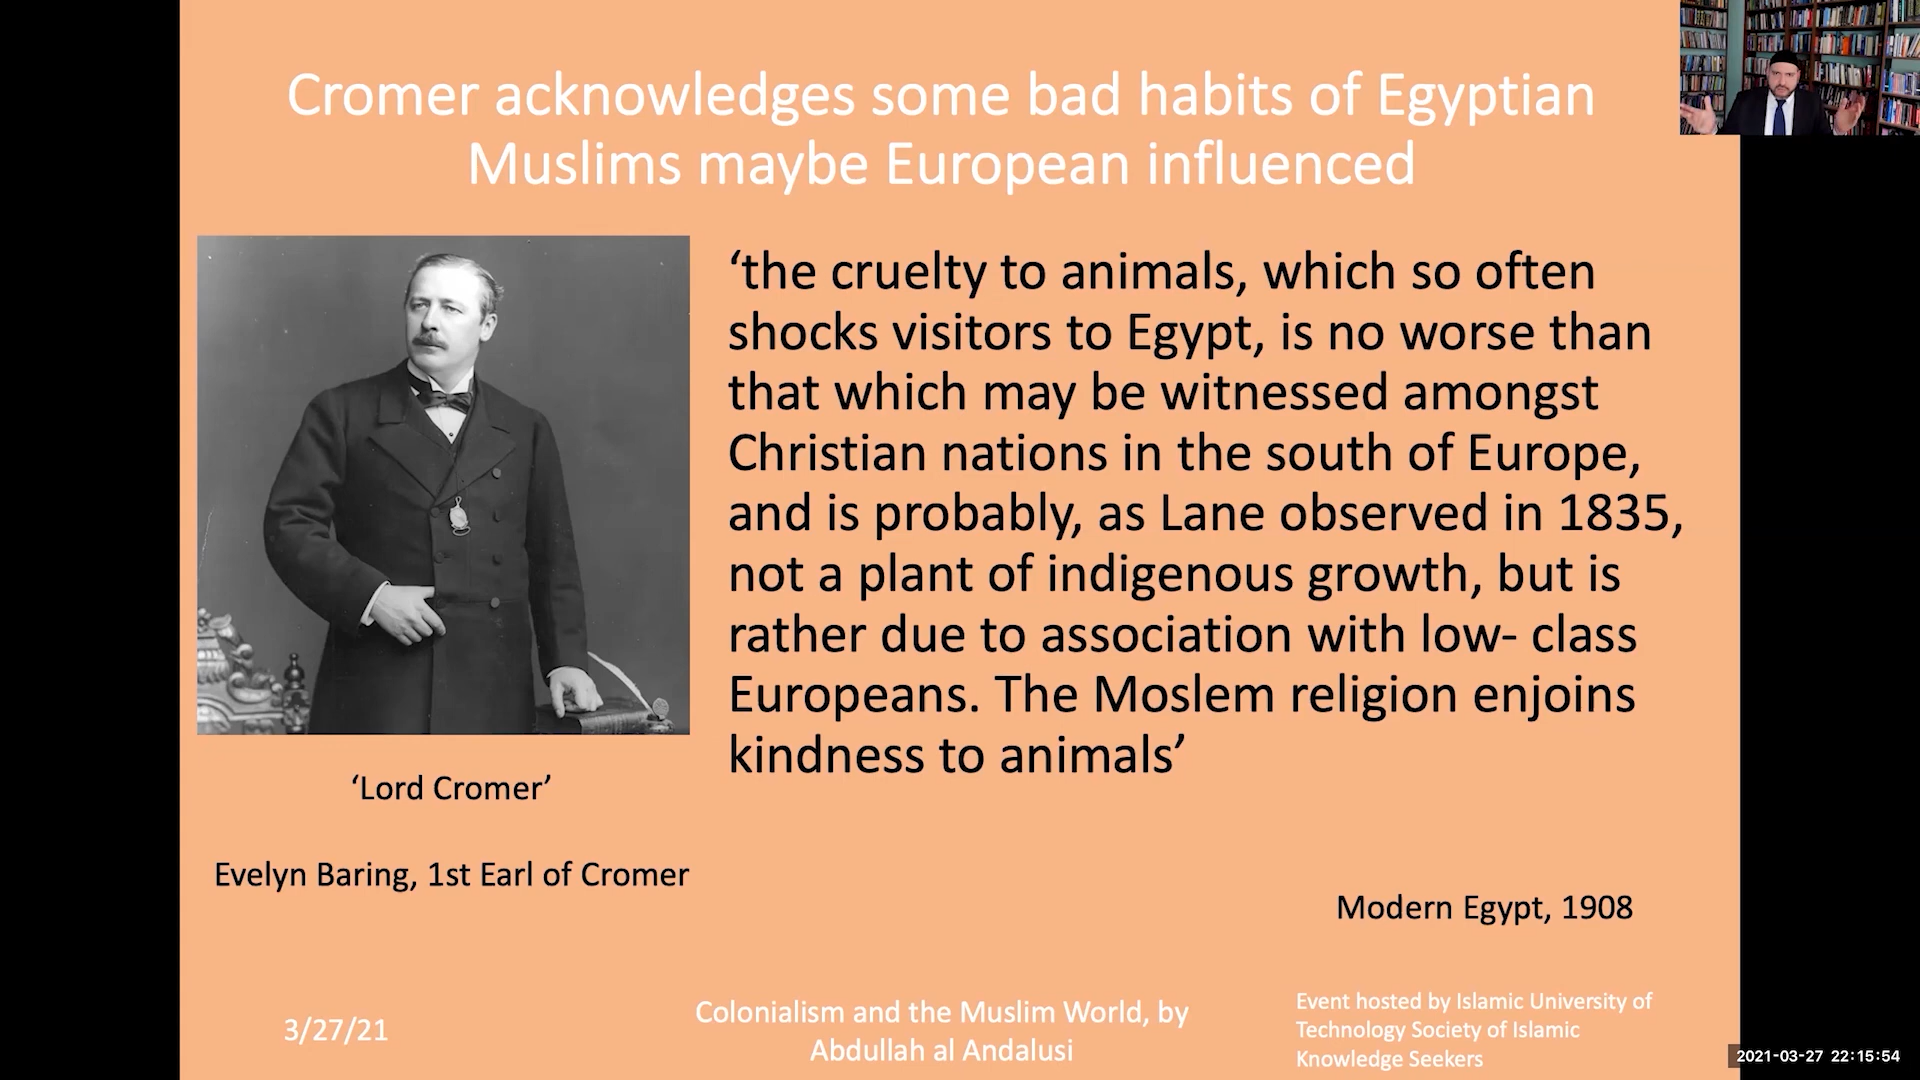 Cromer acknowledges some bad habits of Egyptian
Muslims maybe European influenced
‘the cruelty to animals, which so often
shocks visitors to Egypt, is no worse than
that which may be witnessed amongst
Christian nations in the south of Europe,
and is probably, as Lane observed in 1835,
not a plant of indigenous growth, but is
rather due to association with low- class
Europeans. The Moslem religion enjoins
kindness to animals’
‘Lord Cromer’
Evelyn Baring, 1st Earl of Cromer
Modern Egypt, 1908
3/27/21
Colonialism and the Muslim World, by
Abdullah al Andalusi
Event hosted by Islamic University of
Technology Society of Islamic
Knowledge Seekers
2021-03-27 22:15:54